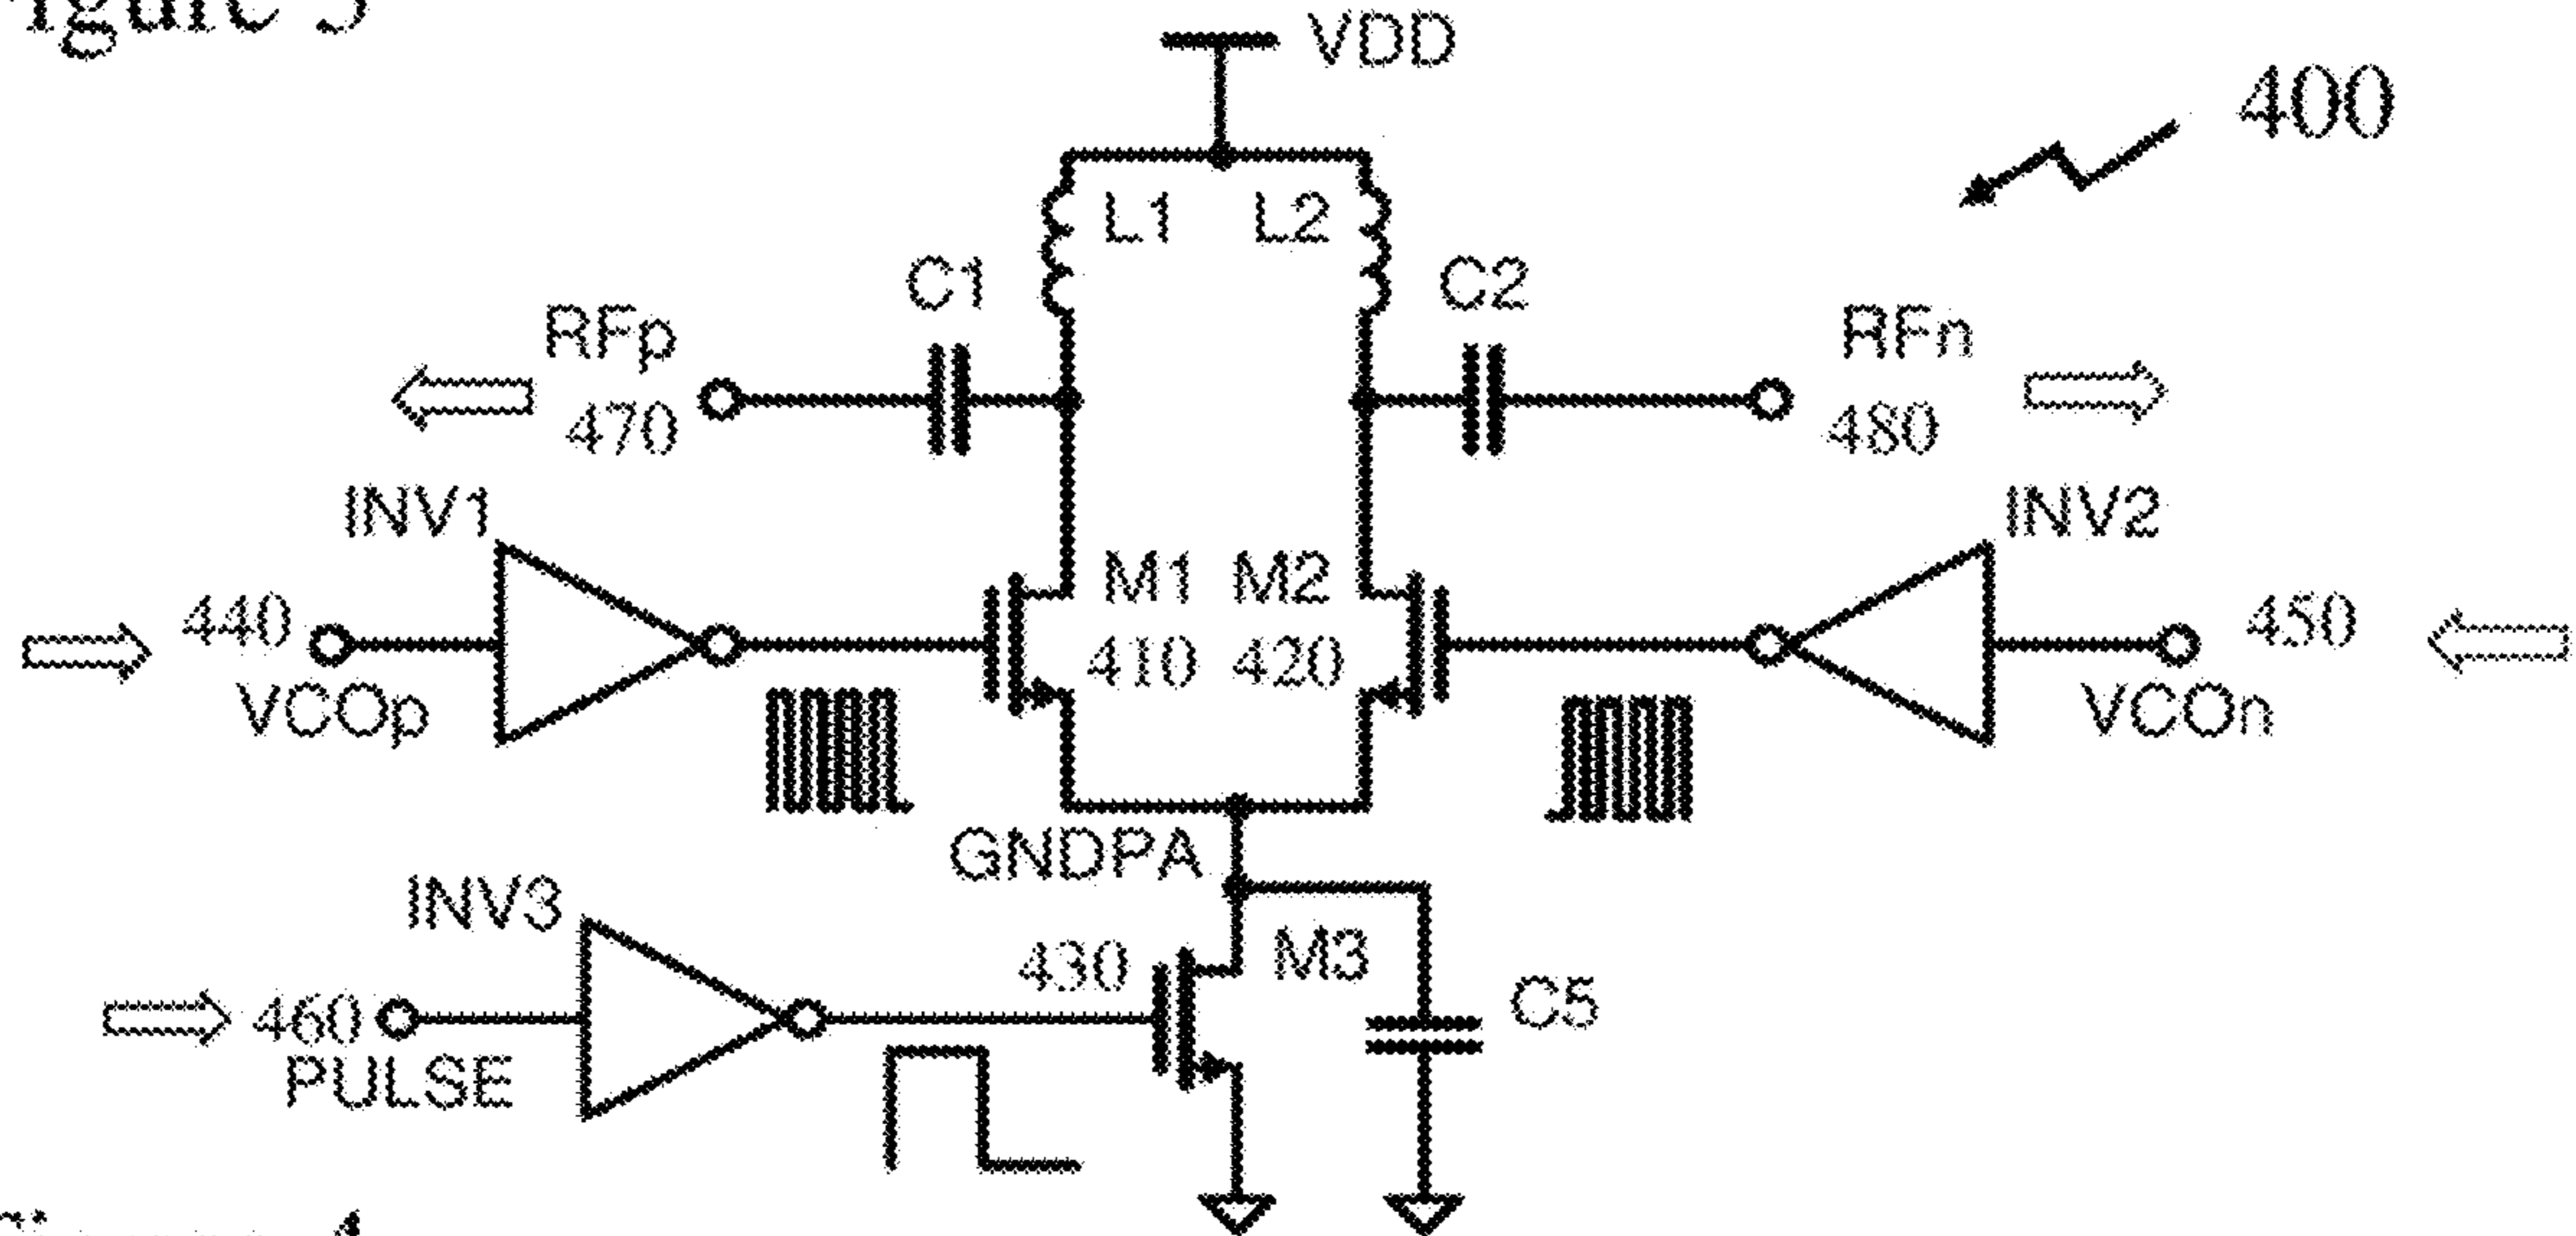 VDD
400
L1 L2
C1 C2
RFp RFn
470 480
INV1 INV2
M1 M2
440 410 420 450
VCOp VCOn
GNDPA
INV3
430 M3
C5
460
PULSE